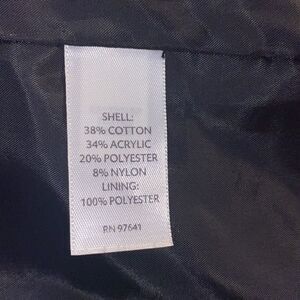 SHELL:
38% COTTON
34% ACRYLIC
20% POLYESTER
8% NYLON
LINING:
100% POLYESTER
RN 97641